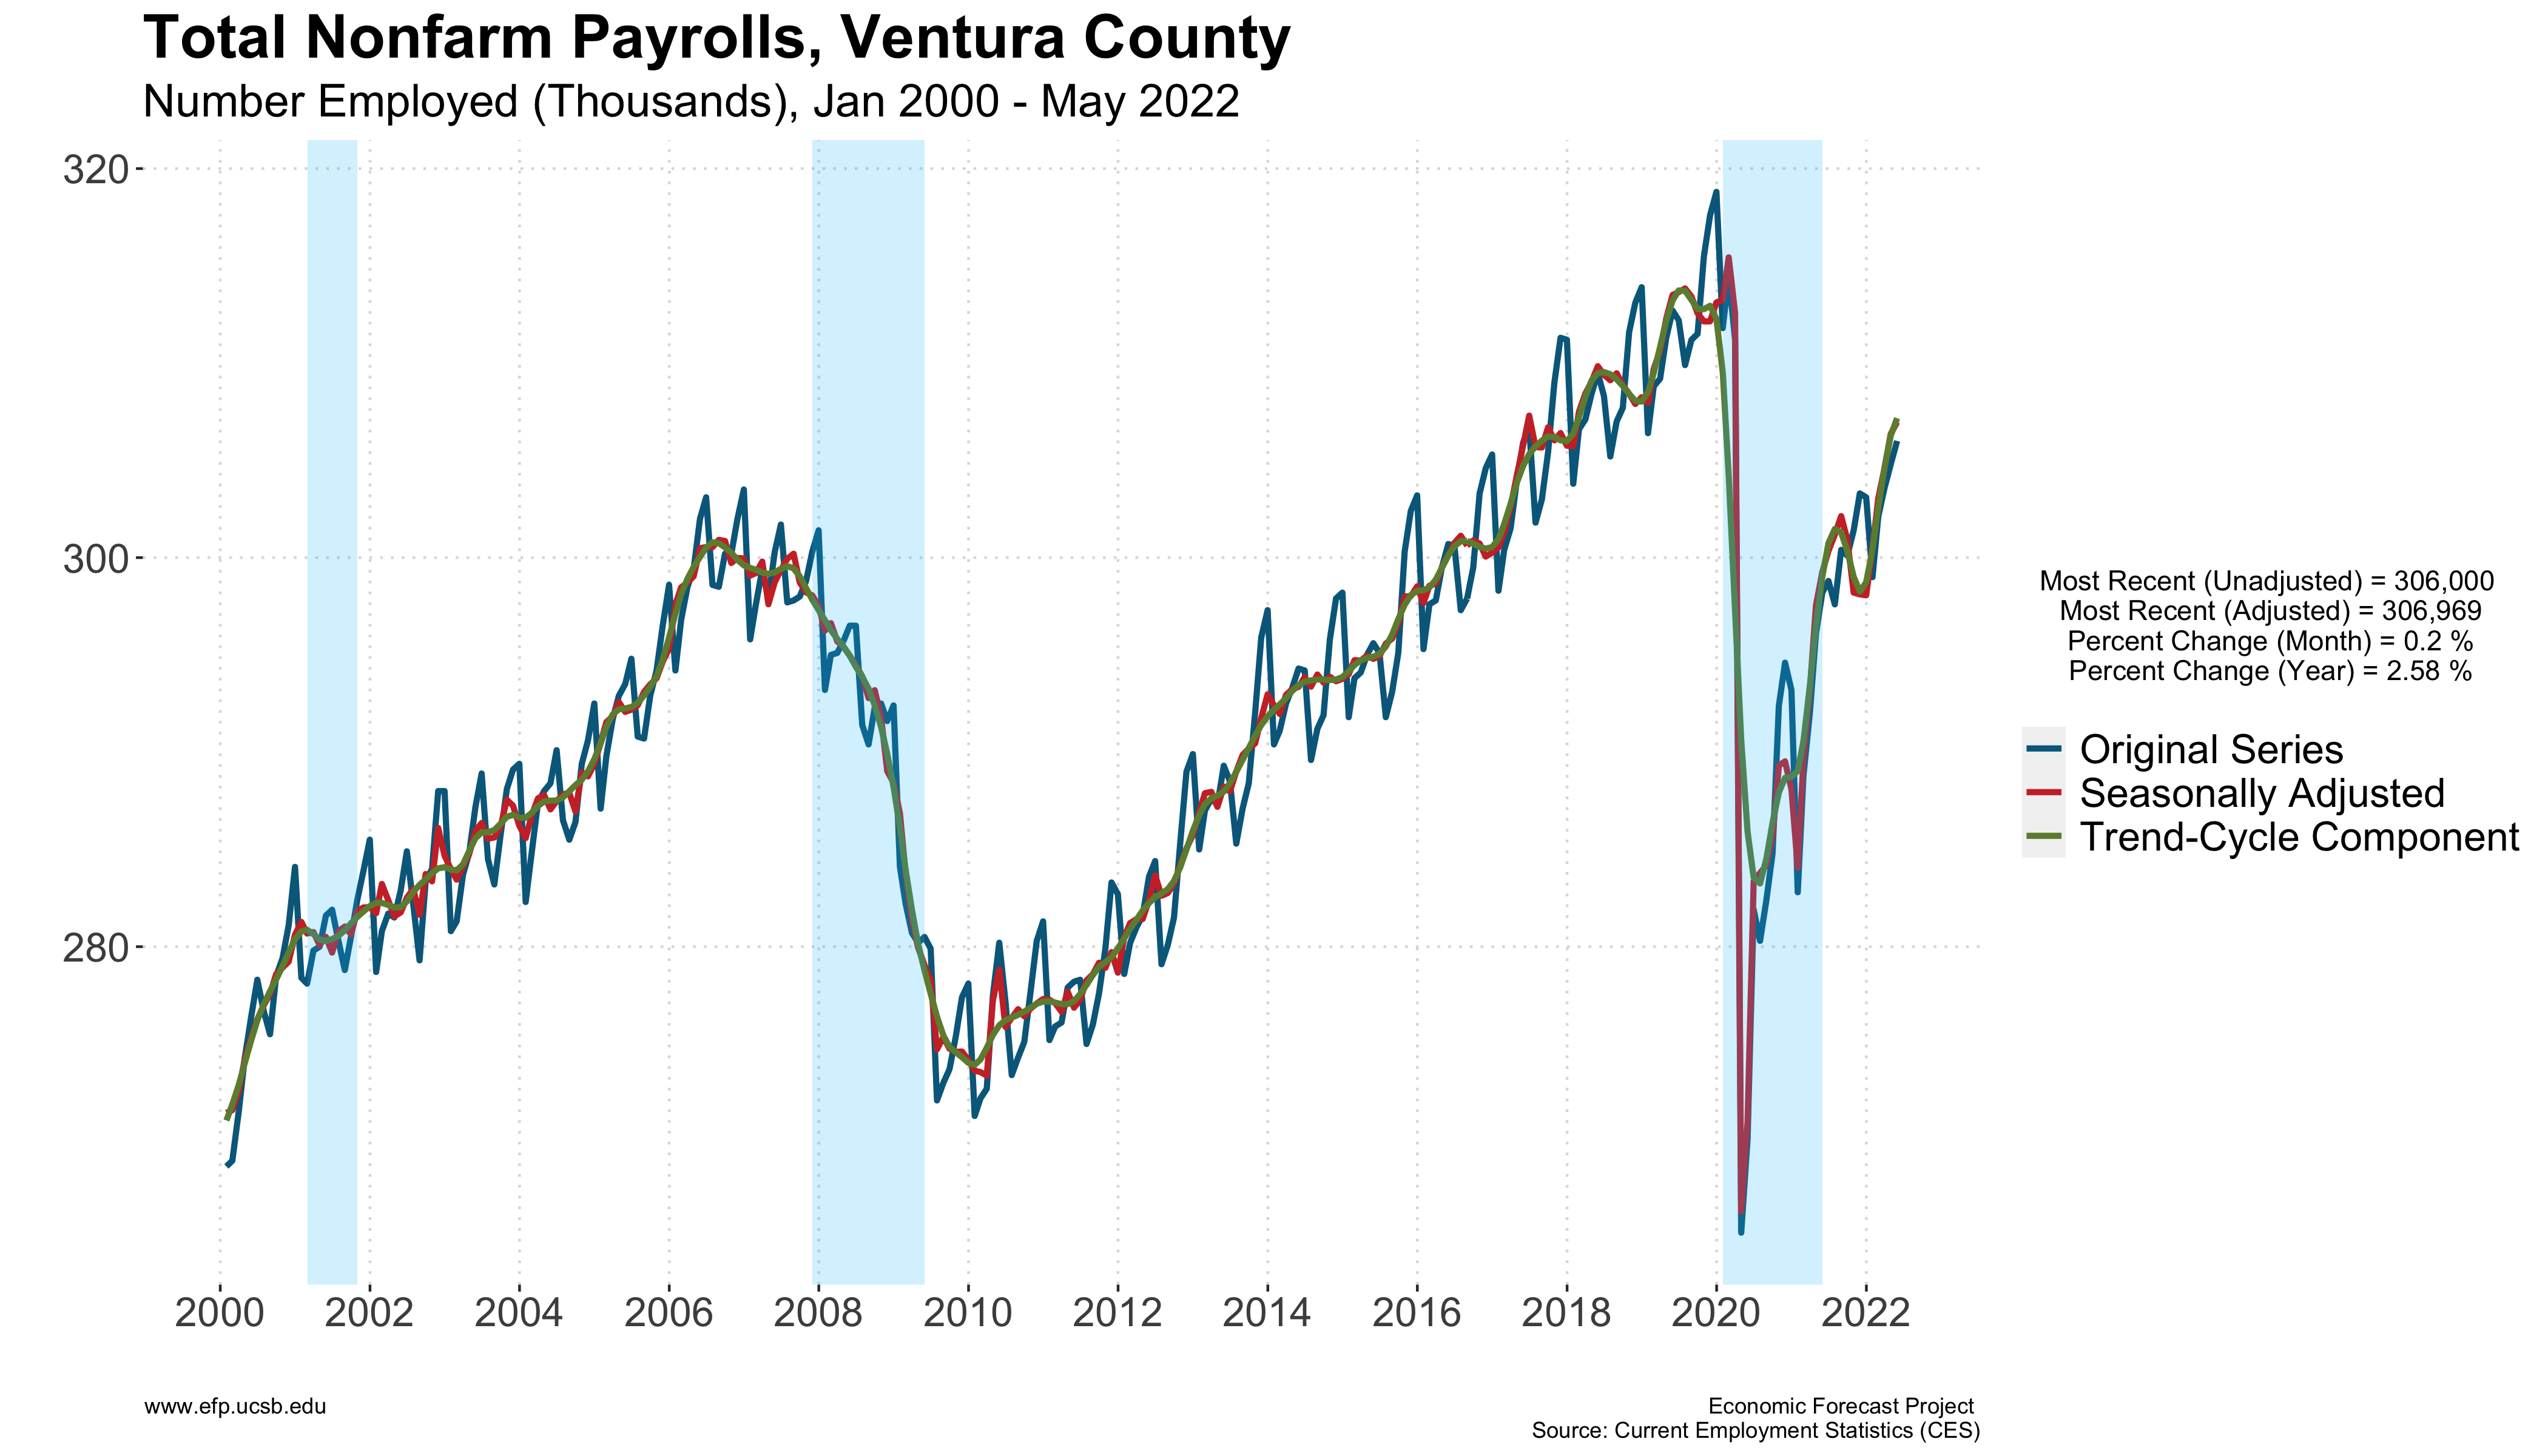 Total Nonfarm Payrolls, Ventura County
Number Employed (Thousands), Jan 2000 - May 2022
320
300
280
2000 2002 2004 2006 2008 2010 2012 2014 2016 2018 2020 2022
Most Recent (Unadjusted) = 306,000
Most Recent (Adjusted) = 306,969
Percent Change (Month) = 0.2 %
Percent Change (Year) = 2.58 %
Original Series
Seasonally Adjusted
Trend-Cycle Component
www.efp.ucsb.edu
Economic Forecast Project
Source: Current Employment Statistics (CES)